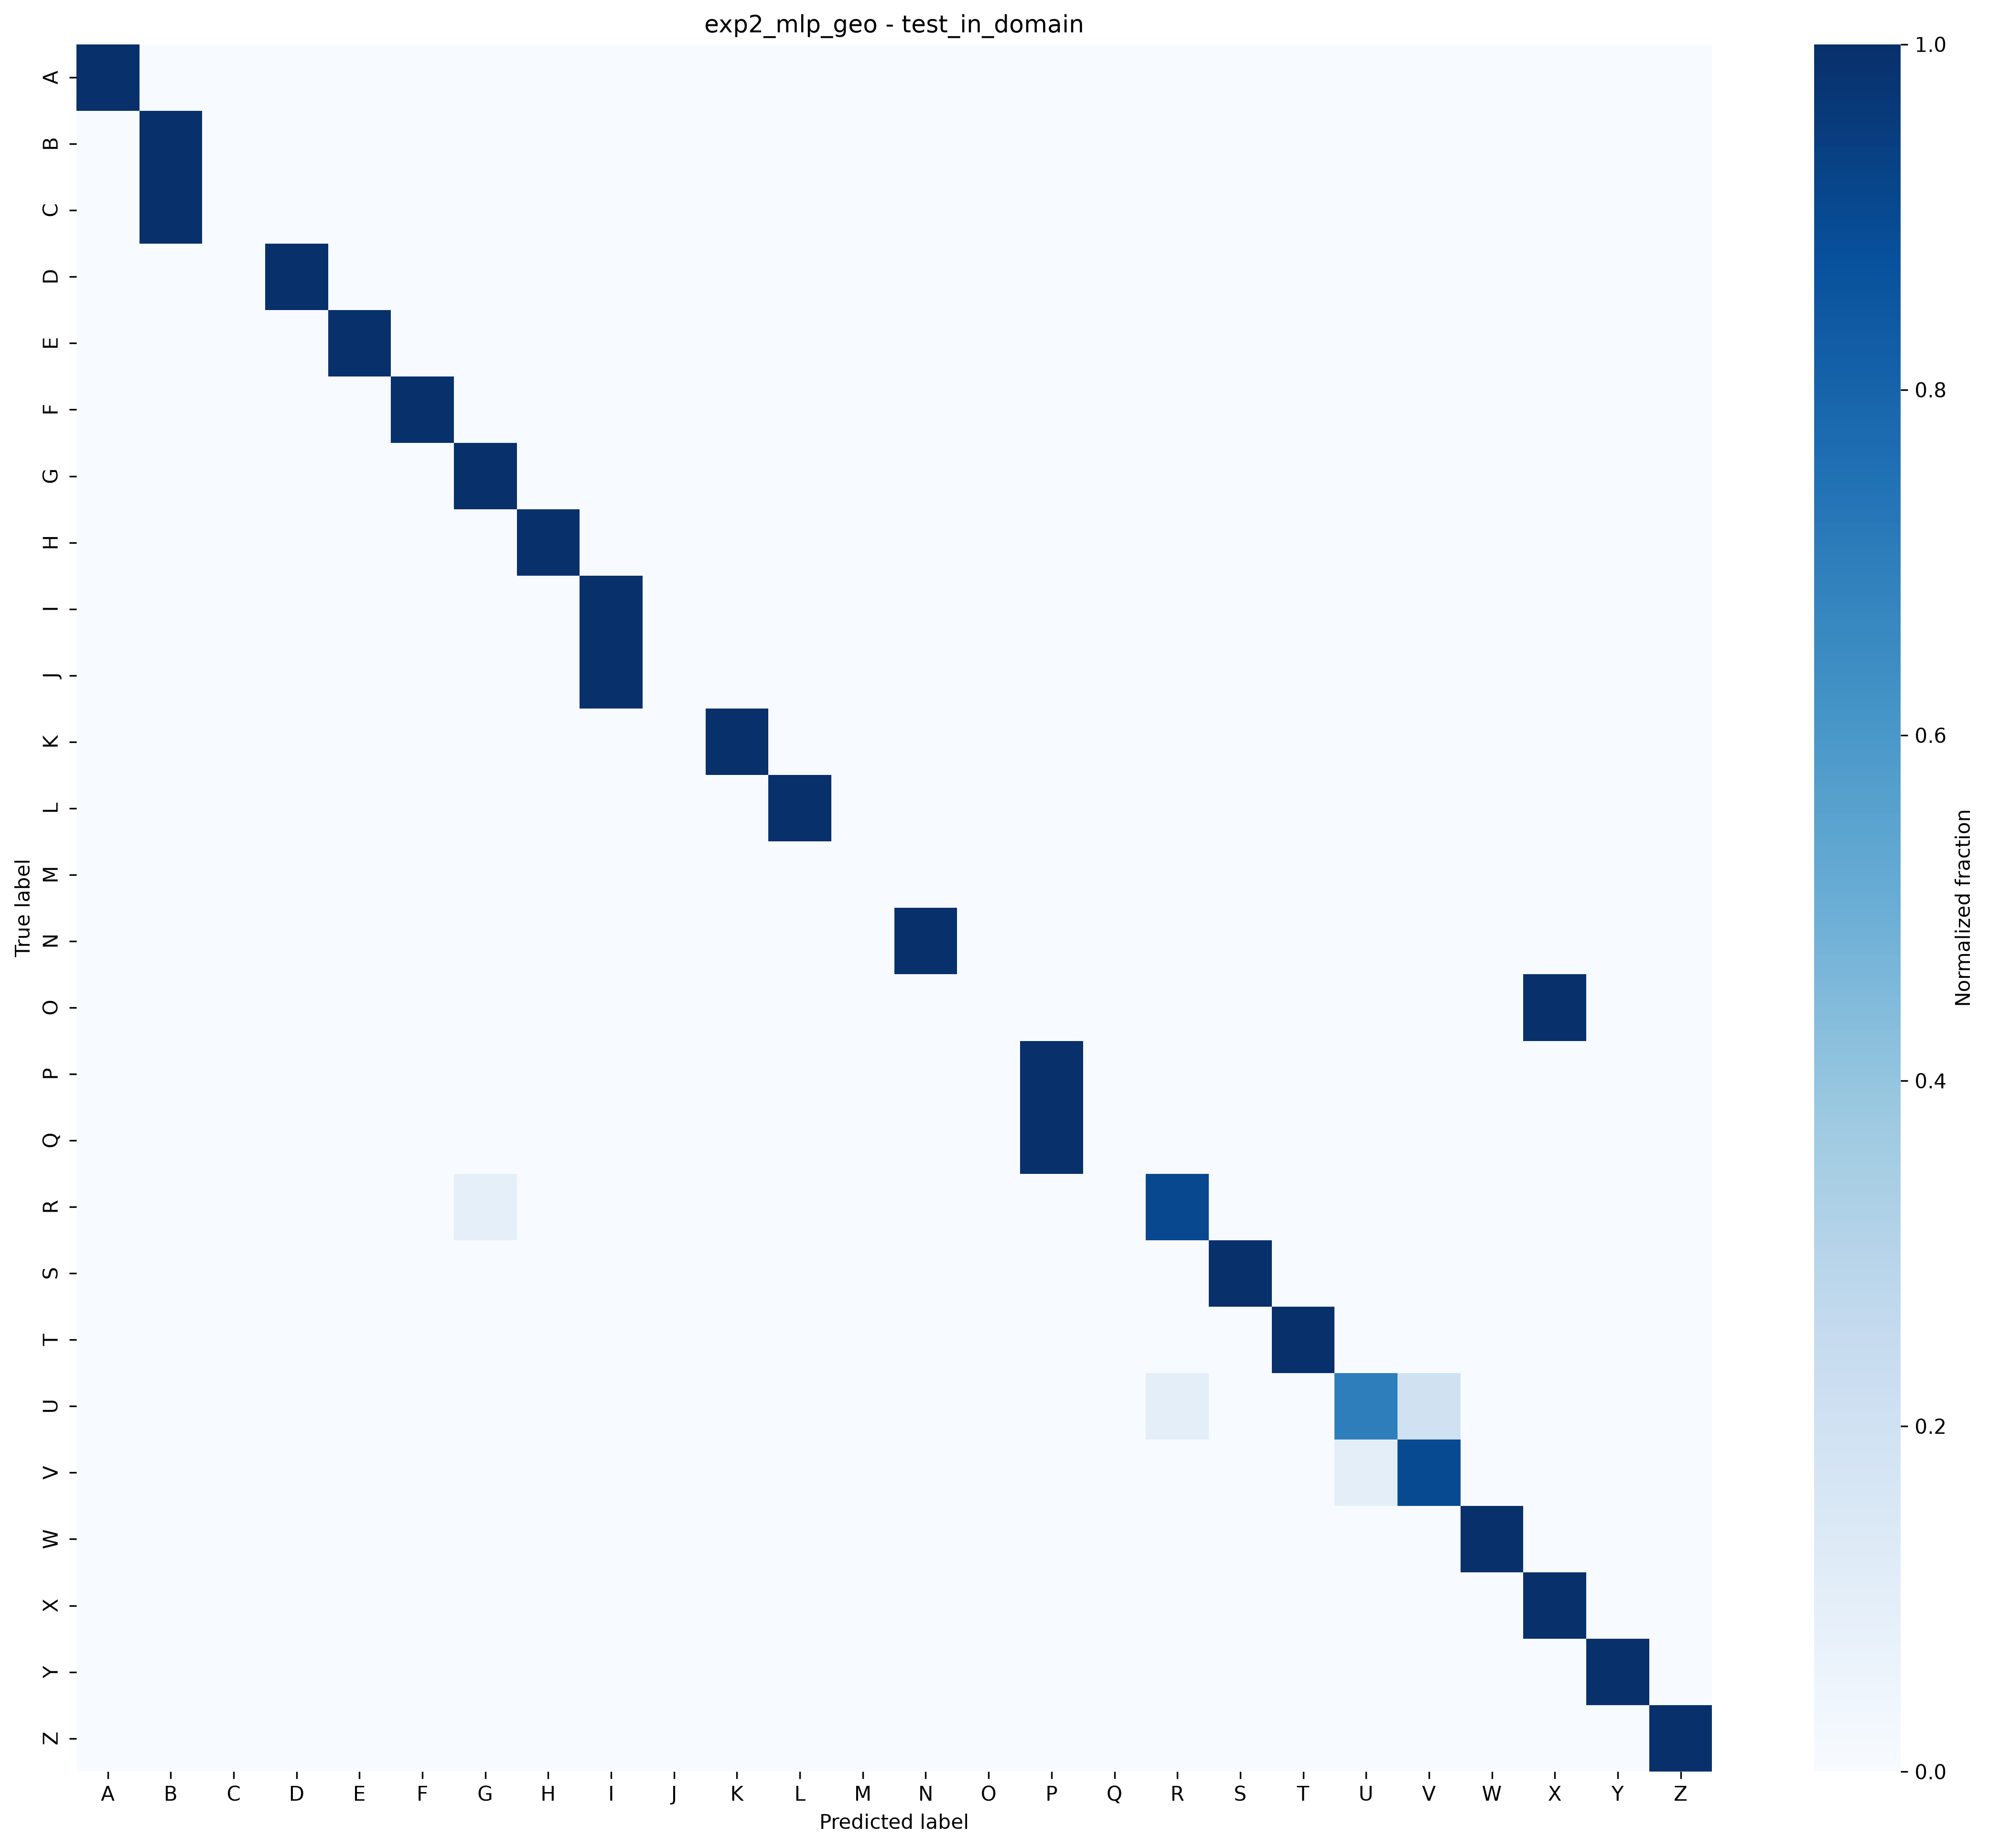 exp2_mlp_geo - test_in_domain
True label
A
B
C
D
E
F
G
H
I
J
K
L
M
N
O
P
Q
R
S
T
U
V
W
X
Y
Z
A B C D E F G H I J K L M N O P Q R S T U V W X Y Z
Predicted label
1.0
0.8
0.6
0.4
0.2
0.0
Normalized fraction